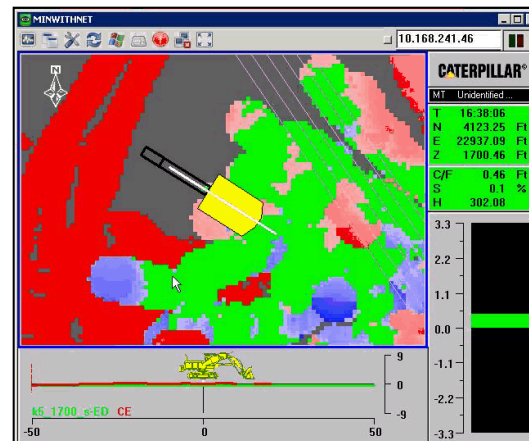 MINWITHNET
10.168.241.46
N
CATERPILLAR®
MT Unidentified ...
T 16:38:06
N 4123.25 Ft
E 22937.09 Ft
Z 1700.46 Ft
C/F 0.46 Ft
S 0.1 %
H 302.08
3.3
2.2
1.1
0.0
-1.1
-2.2
-3.3
9
0
-9
k5_1700_s-ED CE
-50 0 50